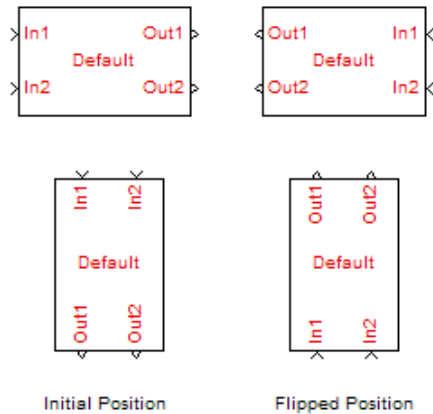 In1 Out1 Out1 In1
Default Default
In2 Out2 Out2 In2
In1 In2 Out1 Out2
Default Default
Out1 Out2 In1 In2
Initial Position Flipped Position